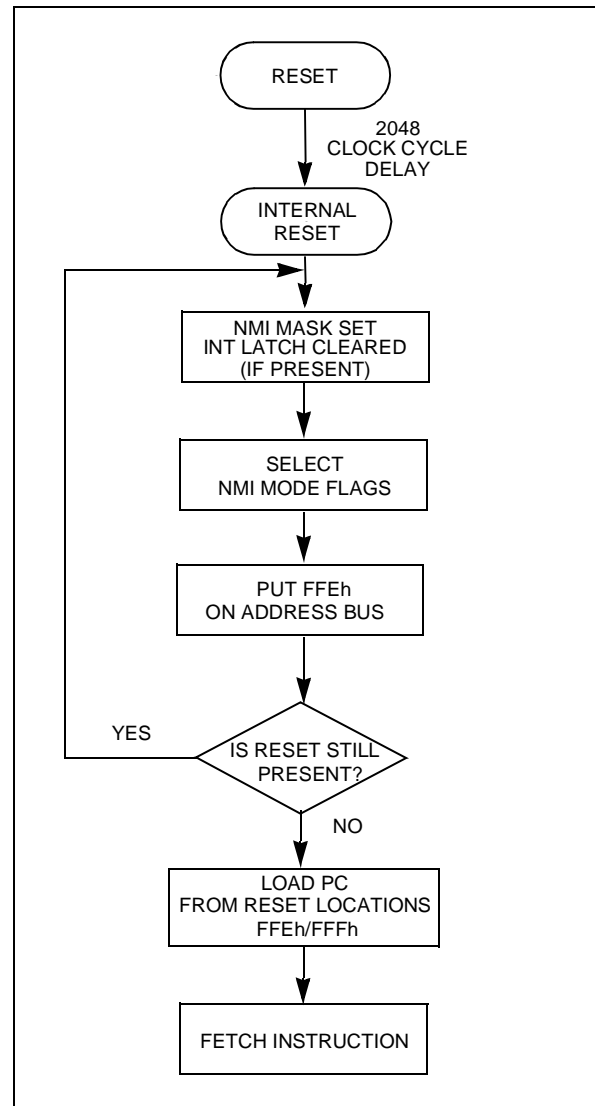 RESET
2048
CLOCK CYCLE
DELAY
INTERNAL
RESET
NMI MASK SET
INT LATCH CLEARED
(IF PRESENT)
SELECT
NMI MODE FLAGS
PUT FFEh
ON ADDRESS BUS
YES
IS RESET STILL
PRESENT?
NO
LOAD PC
FROM RESET LOCATIONS
FFEh/FFFh
FETCH INSTRUCTION